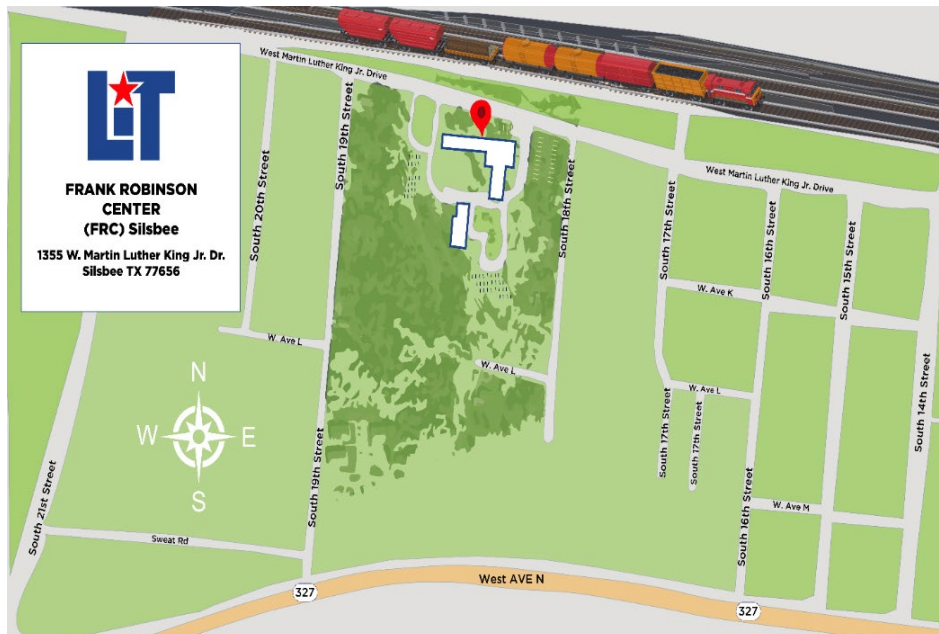 LIT
FRANK ROBINSON
CENTER
(FRC) Silsbee
1355 W. Martin Luther King Jr. Dr.
Silsbee TX 77656
West Martin Luther King Jr. Drive
West Martin Luther King Jr. Drive
South 20th Street
South 19th Street
South 18th Street
South 17th Street
South 16th Street
South 15th Street
South 14th Street
W. Ave K
W. Ave L
W. Ave L
W. Ave L
South 17th Street
South 17th Street
N
W
E
S
South 19th Street
South 21st Street
South 16th Street
W. Ave M
Sweat Rd
West AVE N
327
327